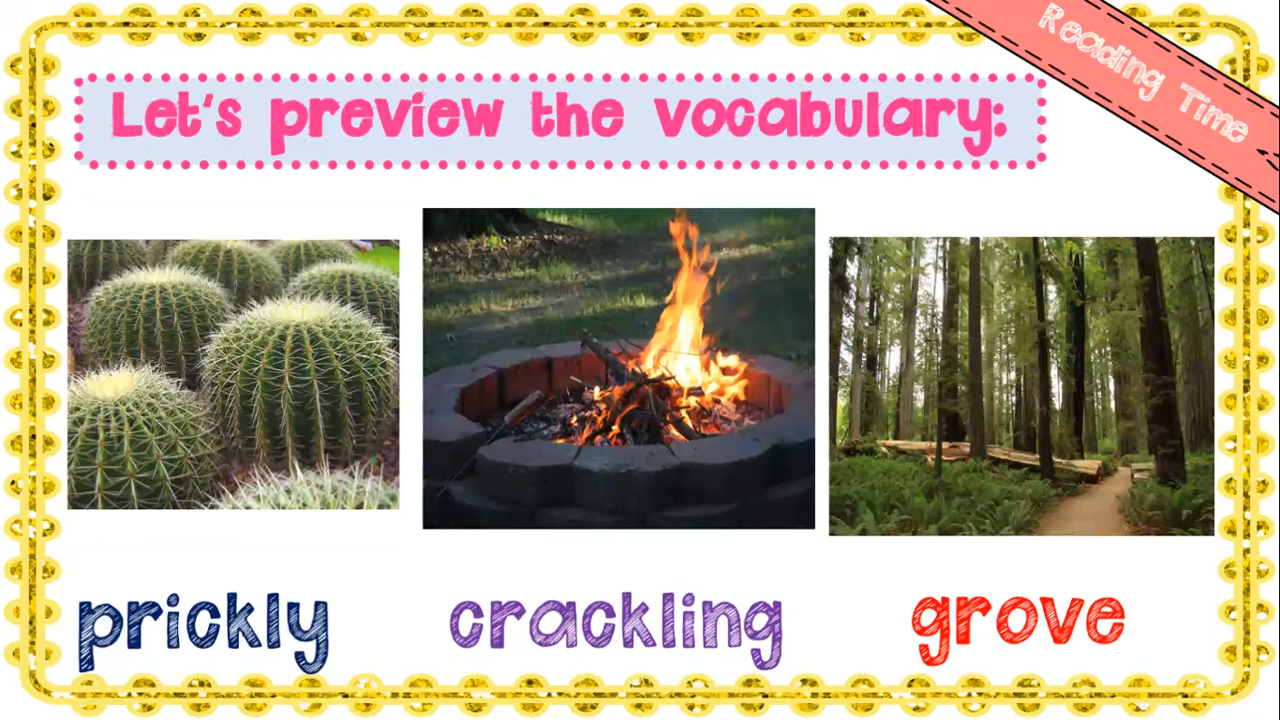 Reading Time
Let's preview the vocabulary:
prickly
crackling
grove